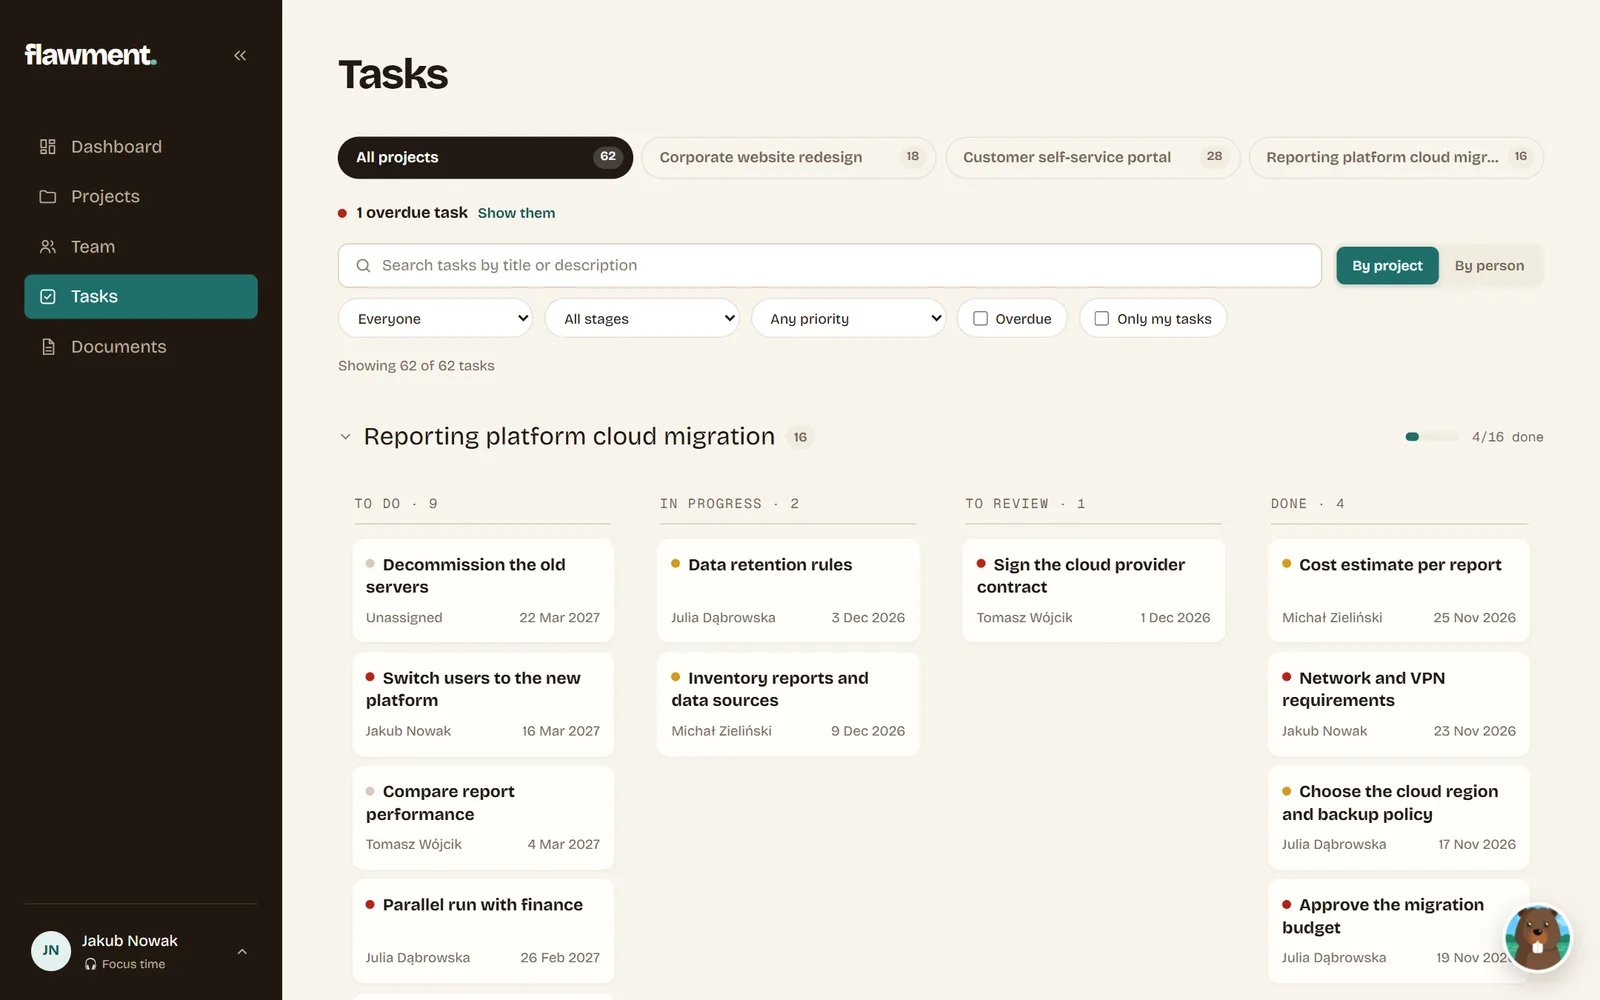 flawment.
Dashboard
Projects
Team
Tasks
Documents
JN
Jakub Nowak
Focus time
Tasks
All projects 62
Corporate website redesign 18
Customer self-service portal 28
Reporting platform cloud migr... 16
1 overdue task Show them
Search tasks by title or description
By project
By person
Everyone
All stages
Any priority
Overdue
Only my tasks
Showing 62 of 62 tasks
Reporting platform cloud migration 16
4/16 done
TO DO · 9
Decommission the old
servers
Unassigned 22 Mar 2027
Switch users to the new
platform
Jakub Nowak 16 Mar 2027
Compare report
performance
Tomasz Wójcik 4 Mar 2027
Parallel run with finance
Julia Dąbrowska 26 Feb 2027
IN PROGRESS · 2
Data retention rules
Julia Dąbrowska 3 Dec 2026
Inventory reports and
data sources
Michał Zieliński 9 Dec 2026
TO REVIEW · 1
Sign the cloud provider
contract
Tomasz Wójcik 1 Dec 2026
DONE · 4
Cost estimate per report
Michał Zieliński 25 Nov 2026
Network and VPN
requirements
Jakub Nowak 23 Nov 2026
Choose the cloud region
and backup policy
Julia Dąbrowska 17 Nov 2026
Approve the migration
budget
Julia Dąbrowska 19 Nov 2026